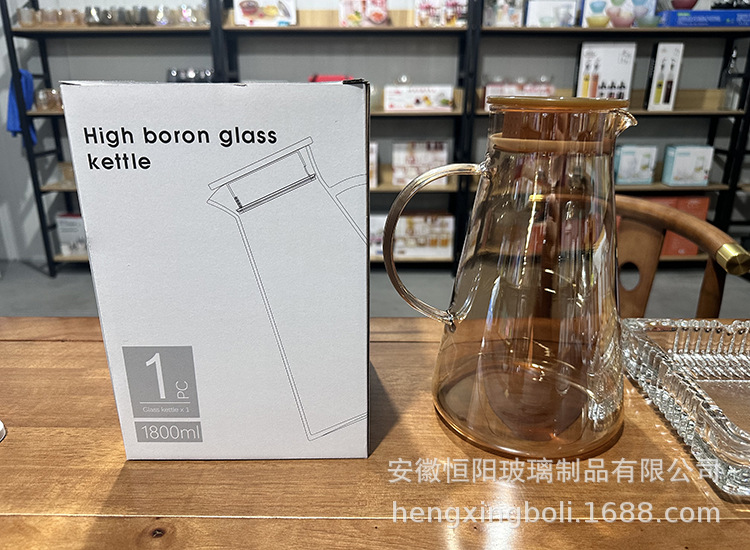 High boron glass
kettle
1
PC
Glass kettle x 1
1800ml
安徽恒阳玻璃制品有限公司
hengxingboli.1688.com